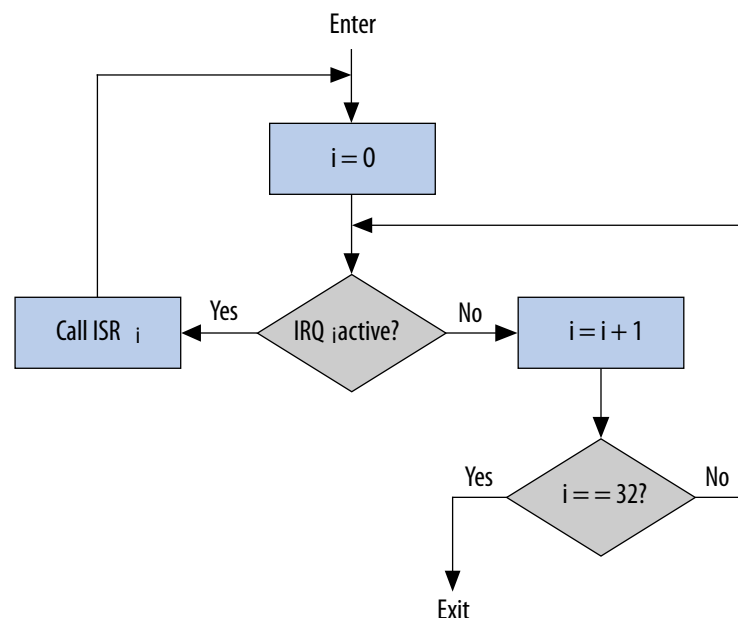 Enter
i = 0
Call ISR i
Yes
IRQ i active?
No
i = i + 1
Yes
i = = 32?
No
Exit